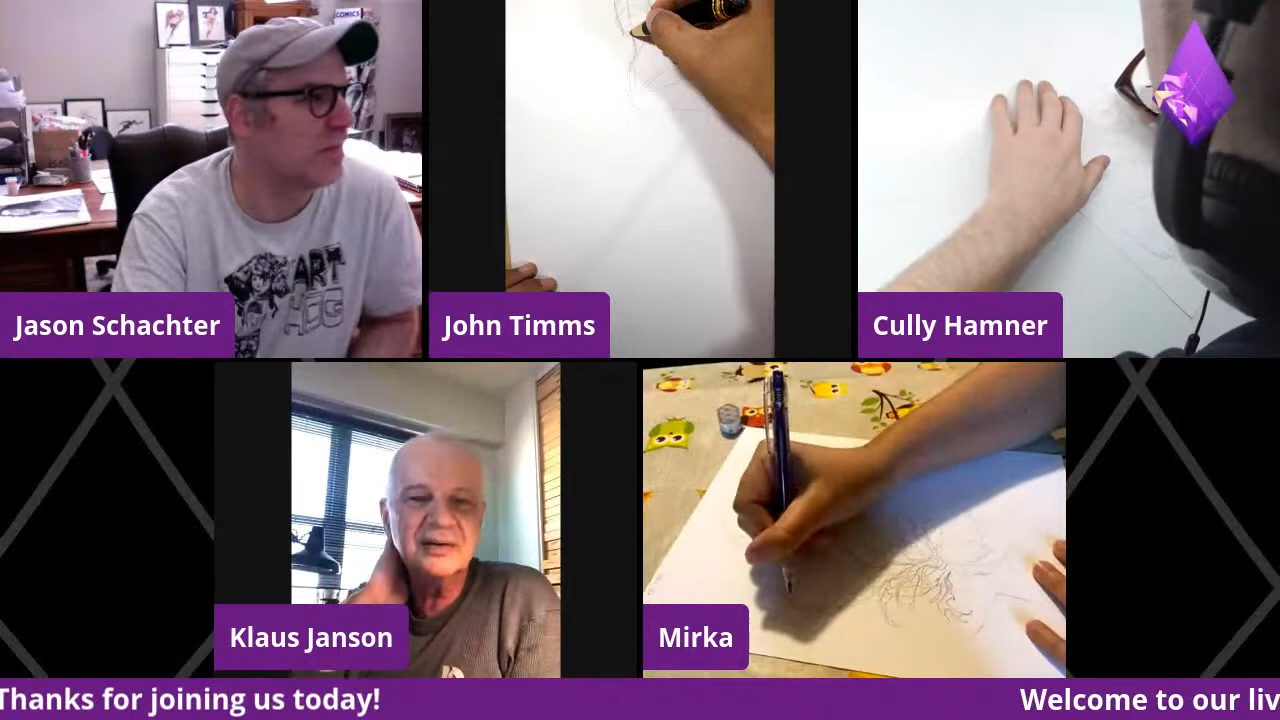 COMICS
ART
Jason Schachter
John Timms
Cully Hamner
Klaus Janson
Mirka
Thanks for joining us today!
Welcome to our liv